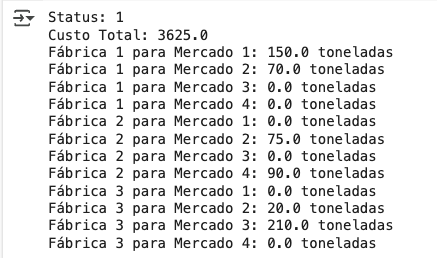 Status: 1
Custo Total: 3625.0
Fábrica 1 para Mercado 1: 150.0 toneladas
Fábrica 1 para Mercado 2: 70.0 toneladas
Fábrica 1 para Mercado 3: 0.0 toneladas
Fábrica 1 para Mercado 4: 0.0 toneladas
Fábrica 2 para Mercado 1: 0.0 toneladas
Fábrica 2 para Mercado 2: 75.0 toneladas
Fábrica 2 para Mercado 3: 0.0 toneladas
Fábrica 2 para Mercado 4: 90.0 toneladas
Fábrica 3 para Mercado 1: 0.0 toneladas
Fábrica 3 para Mercado 2: 20.0 toneladas
Fábrica 3 para Mercado 3: 210.0 toneladas
Fábrica 3 para Mercado 4: 0.0 toneladas